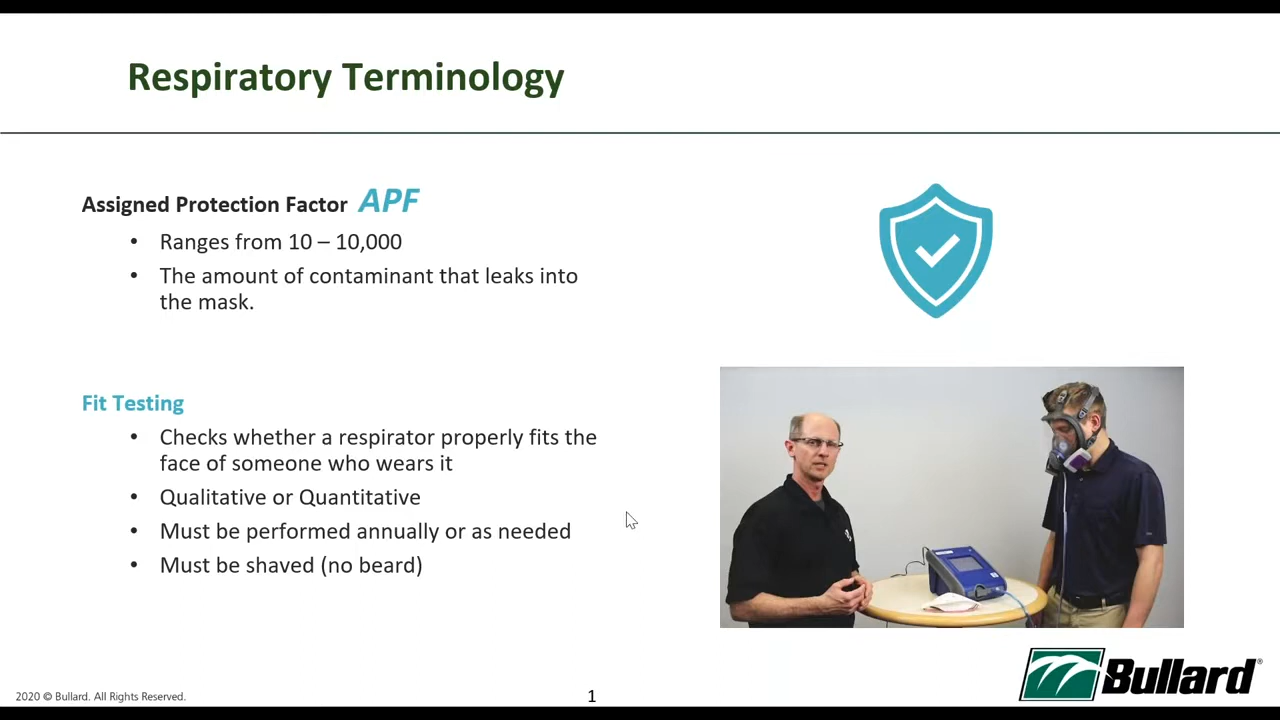 Respiratory Terminology
Assigned Protection Factor APF
• Ranges from 10 – 10,000
• The amount of contaminant that leaks into
the mask.
Fit Testing
• Checks whether a respirator properly fits the
face of someone who wears it
• Qualitative or Quantitative
• Must be performed annually or as needed
• Must be shaved (no beard)
Bullard®
2020 © Bullard. All Rights Reserved.
1